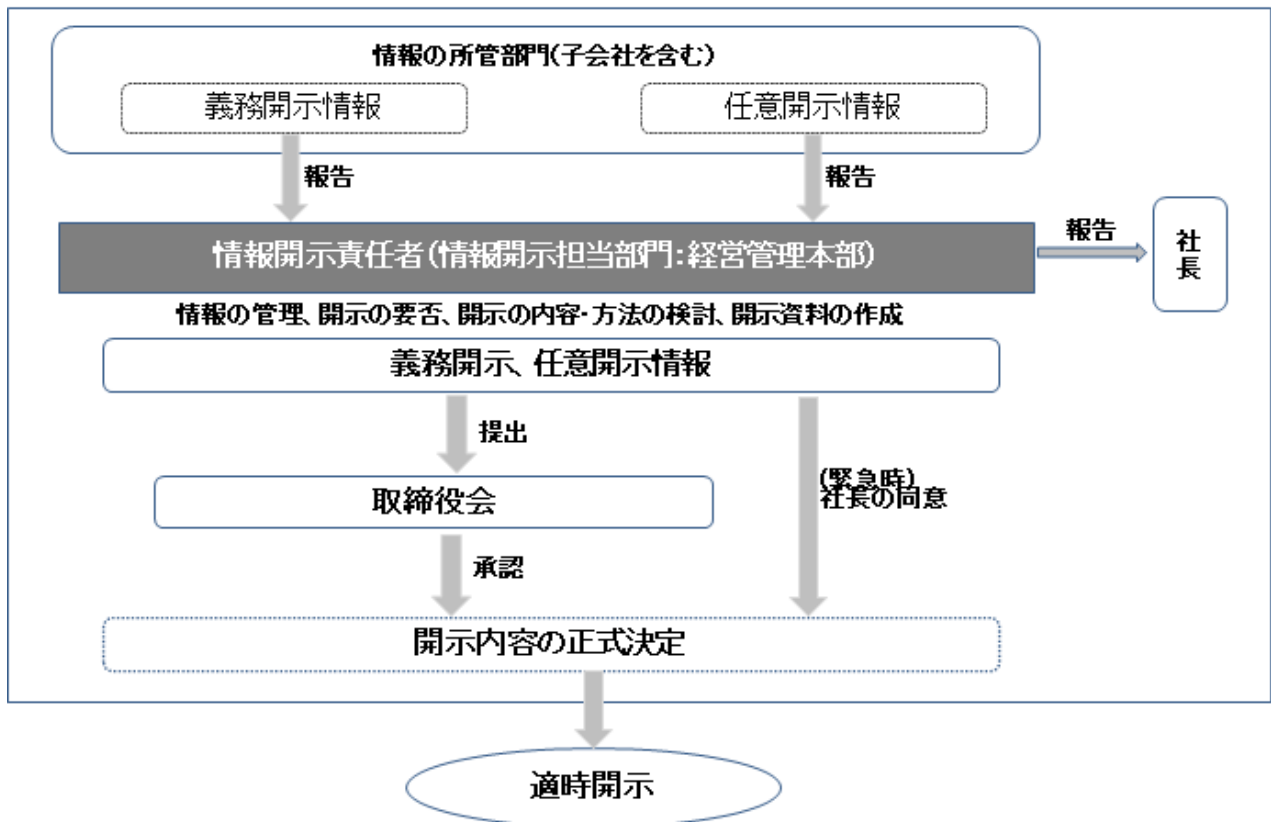 情報の所管部門(子会社を含む)
義務開示情報
任意開示情報
報告
報告
情報開示責任者(情報開示担当部門:経営管理本部)
報告
社
長
情報の管理、開示の要否、開示の内容・方法の検討、開示資料の作成
義務開示、任意開示情報
提出
(緊急時)
社長の同意
取締役会
承認
開示内容の正式決定
適時開示